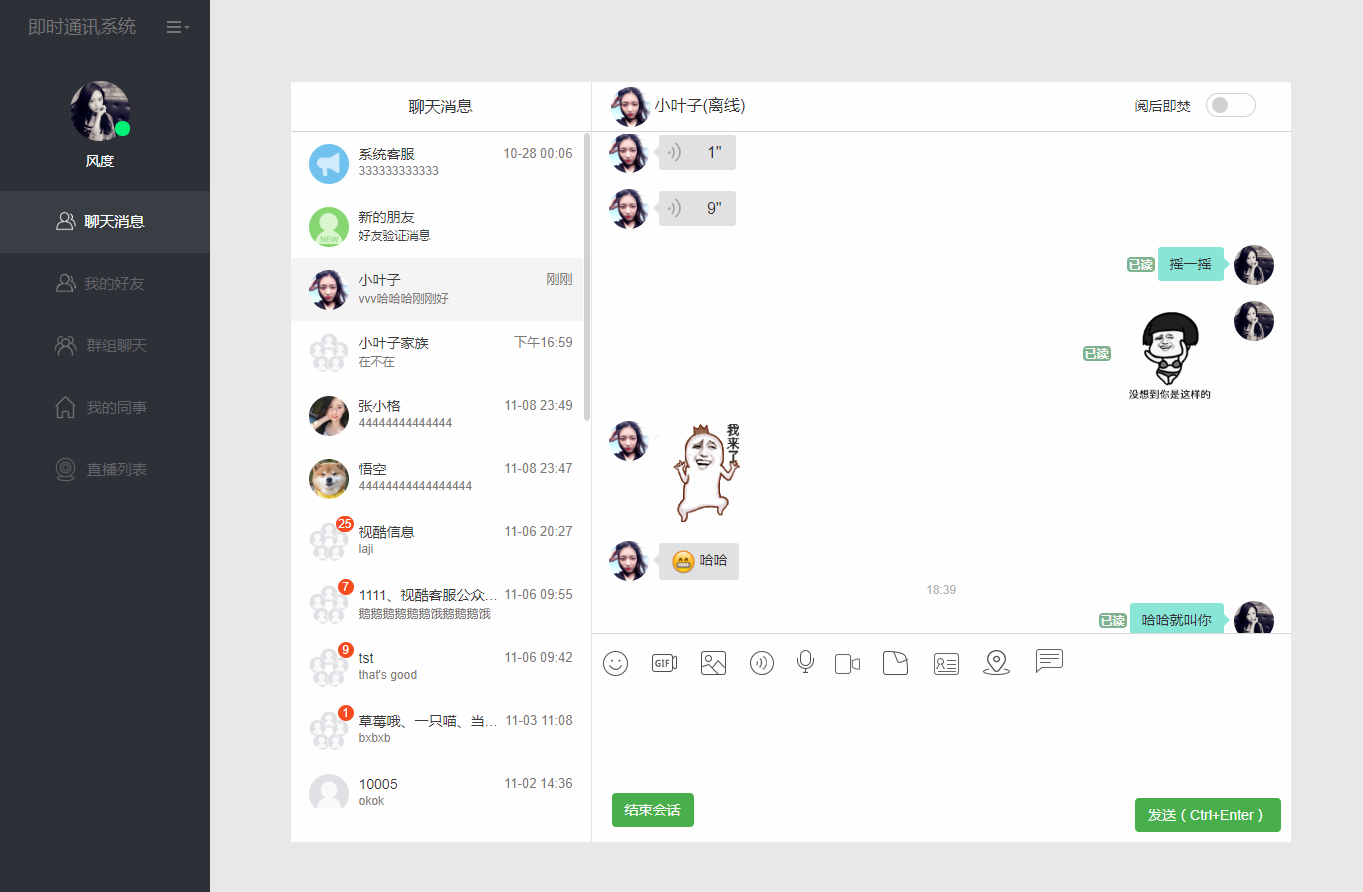 即时通讯系统
风度
聊天消息
我的好友
群组聊天
我的同事
直播列表
聊天消息
系统客服 10-28 00:06
333333333333
新的朋友
NEW
好友验证消息
小叶子 刚刚
vvv哈哈哈刚刚好
小叶子家族 下午16:59
在不在
张小格 11-08 23:49
44444444444444
悟空 11-08 23:47
44444444444444444
25
视酷信息 11-06 20:27
laji
7
1111、视酷客服公众... 11-06 09:55
鹅鹅鹅鹅鹅鹅饿鹅鹅鹅饿
9
tst 11-06 09:42
that's good
1
草莓哦、一只喵、当... 11-03 11:08
bxbxb
10005 11-02 14:36
okok
小叶子(离线) 阅后即焚
1"
9"
已读 摇一摇
已读
没想到你是这样的
我来了
哈哈
18:39
已读 哈哈就叫你
GIF
结束会话
发送(Ctrl+Enter)